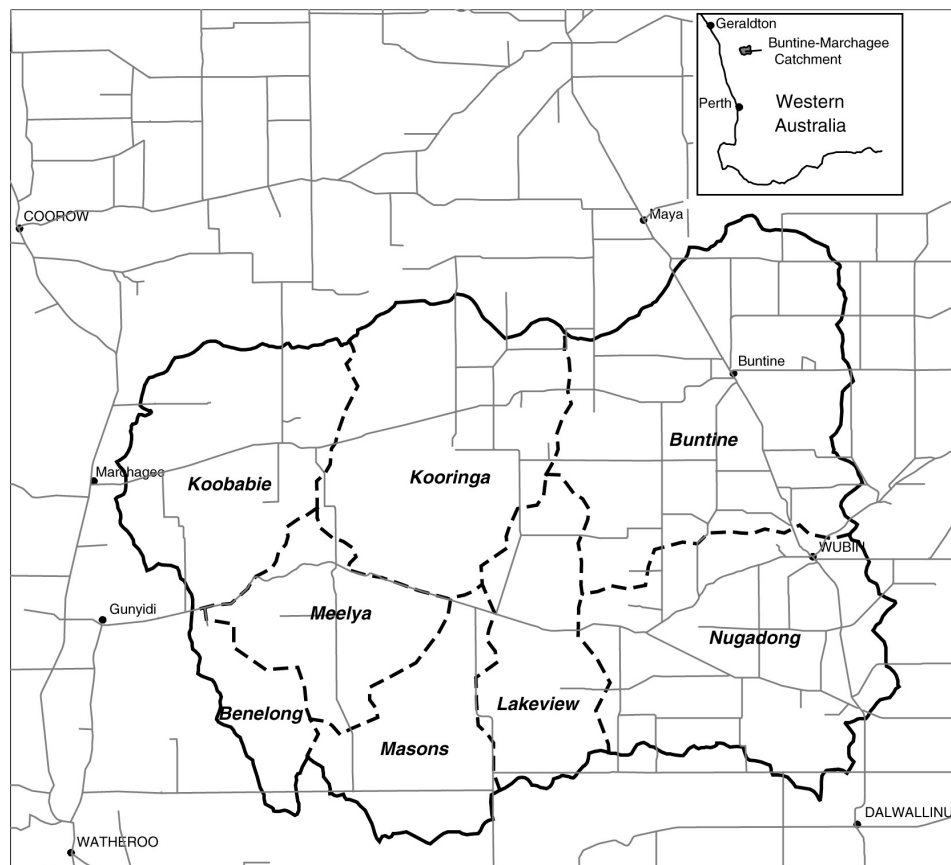 Geraldton
Buntine-Marchagee
Catchment
Perth
Western
Australia
COOROW
Maya
Buntine
Buntine
Marchagee
Koobabie
Kooringa
WUBIN
Gunyidi
Meelya
Nugadong
Benelong
Lakeview
Masons
DALWALLINU
WATHEROO